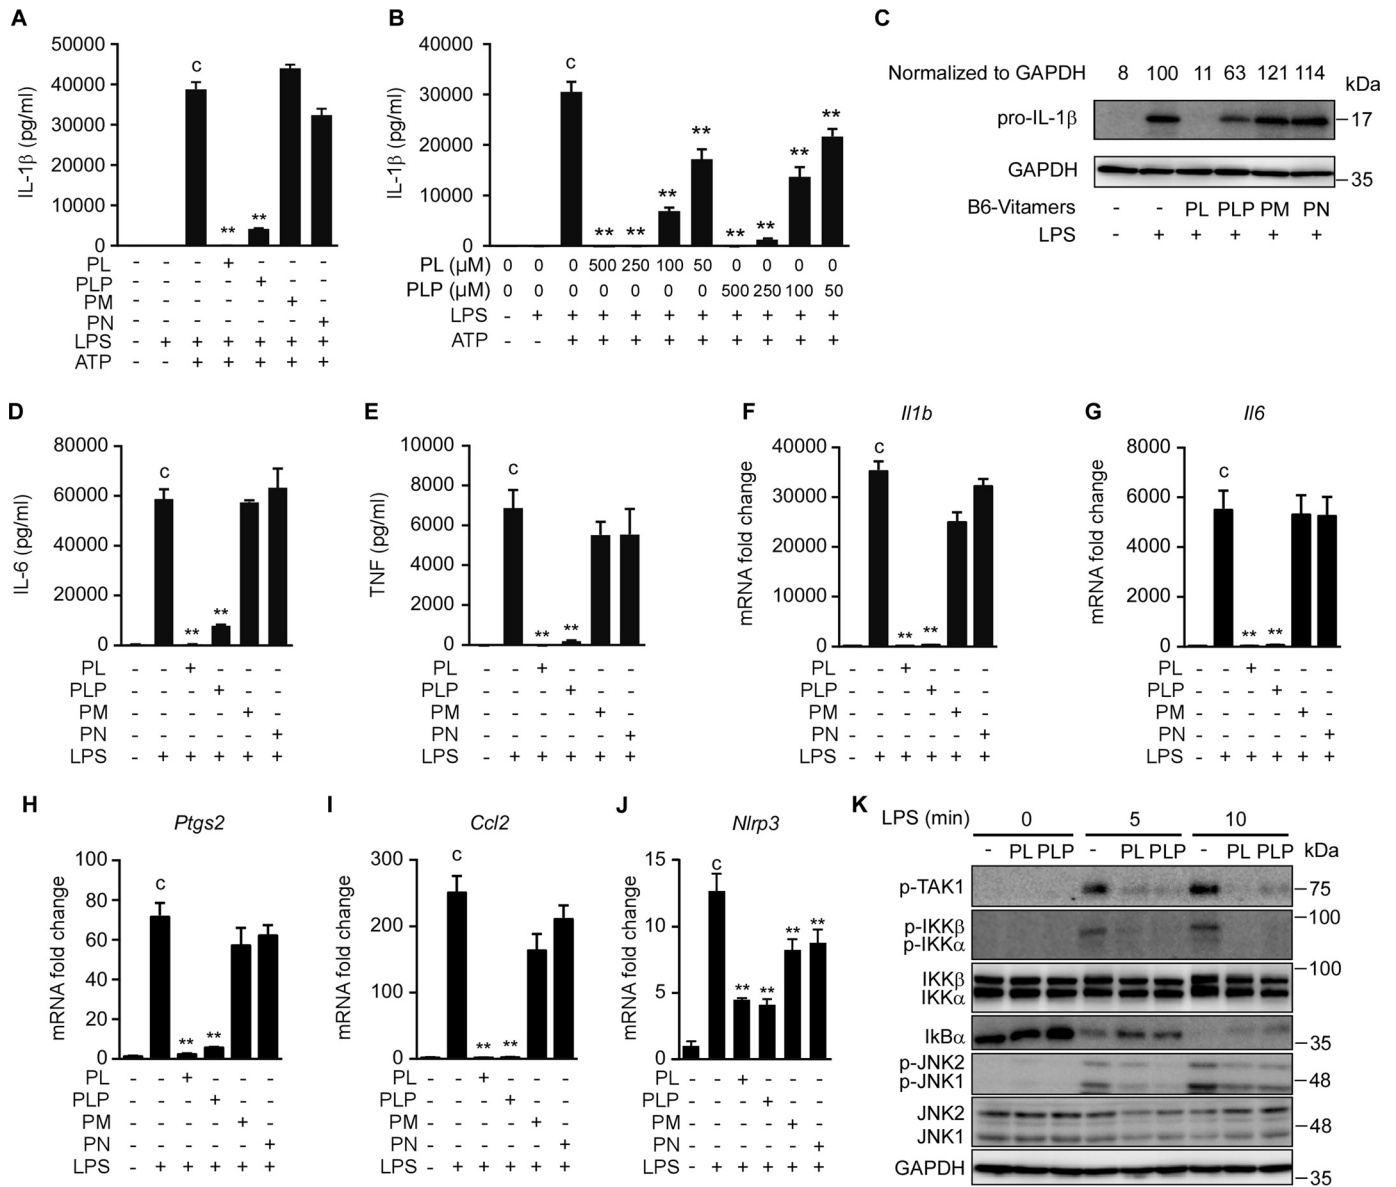 A
IL-1β (pg/ml)
50000
40000
30000
20000
10000
0
C
**
**
PL - - - + - - -
PLP - - - - + - -
PM - - - - - + -
PN - - - - - - +
LPS - + + + + + +
ATP - - + + + + +
B
IL-1β (pg/ml)
40000
30000
20000
10000
0
C
** ** ** ** ** ** ** **
PL (µM) 0 0 0 500 250 100 50 0 0 0 0
PLP (µM) 0 0 0 0 0 0 0 500 250 100 50
LPS - + + + + + + + + + +
ATP - - + + + + + + + + +
C
Normalized to GAPDH 8 100 11 63 121 114 kDa
pro-IL-1β 17
GAPDH 35
B6-Vitamers - - PL PLP PM PN
LPS - + + + + +
D
IL-6 (pg/ml)
80000
60000
40000
20000
0
C
**
**
PL - - + - - -
PLP - - - + - -
PM - - - - + -
PN - - - - - +
LPS - + + + + +
E
TNF (pg/ml)
10000
8000
6000
4000
2000
0
C
**
**
PL - - + - - -
PLP - - - + - -
PM - - - - + -
PN - - - - - +
LPS - + + + + +
F
Il1b
mRNA fold change
40000
30000
20000
10000
0
C
**
**
PL - - + - - -
PLP - - - + - -
PM - - - - + -
PN - - - - - +
LPS - + + + + +
G
Il6
mRNA fold change
8000
6000
4000
2000
0
C
**
**
PL - - + - - -
PLP - - - + - -
PM - - - - + -
PN - - - - - +
LPS - + + + + +
H
Ptgs2
mRNA fold change
100
80
60
40
20
0
C
**
**
PL - - + - - -
PLP - - - + - -
PM - - - - + -
PN - - - - - +
LPS - + + + + +
I
Ccl2
mRNA fold change
300
200
100
0
C
**
**
PL - - + - - -
PLP - - - + - -
PM - - - - + -
PN - - - - - +
LPS - + + + + +
J
Nlrp3
mRNA fold change
15
10
5
0
C
** ** ** **
PL - - + - - -
PLP - - - + - -
PM - - - - + -
PN - - - - - +
LPS - + + + + +
K
LPS (min) 0 5 10
- PL PLP - PL PLP - PL PLP kDa
p-TAK1 75
p-IKKβ 100
p-IKKα
IKKβ 100
IKKα
IkBα 35
p-JNK2
p-JNK1 48
JNK2
JNK1 48
GAPDH 35